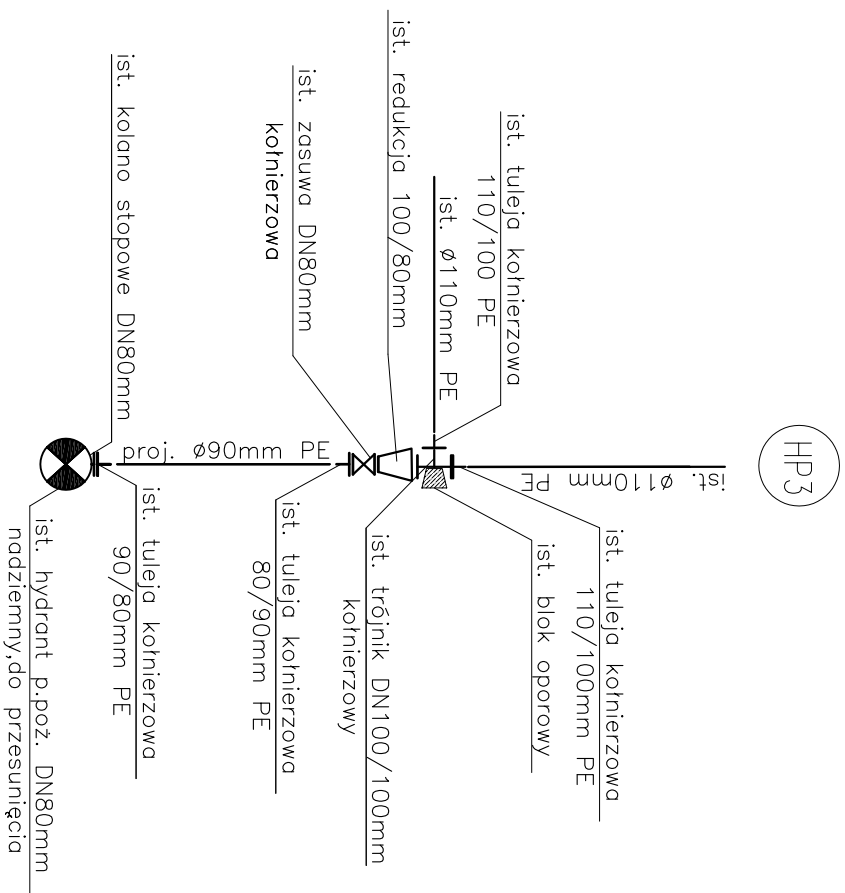 HP3
ist. tuleja kołnierzowa
110/100mm PE
ist. blok oporowy
ist. trójnik DN100/100mm
kołnierzowy
ist. tuleja kołnierzowa
80/90mm PE
ist. tuleja kołnierzowa
90/80mm PE
ist. hydrant p.poż. DN80mm
nadziemny,do przesunięcia
ist. ø110mm PE
proj. ø90mm PE
ist. tuleja kołnierzowa
110/100 PE
ist. ø110mm PE
ist. redukcja 100/80mm
ist. zasuwa DN80mm
kołnierzowa
ist. kolano stopowe DN80mm